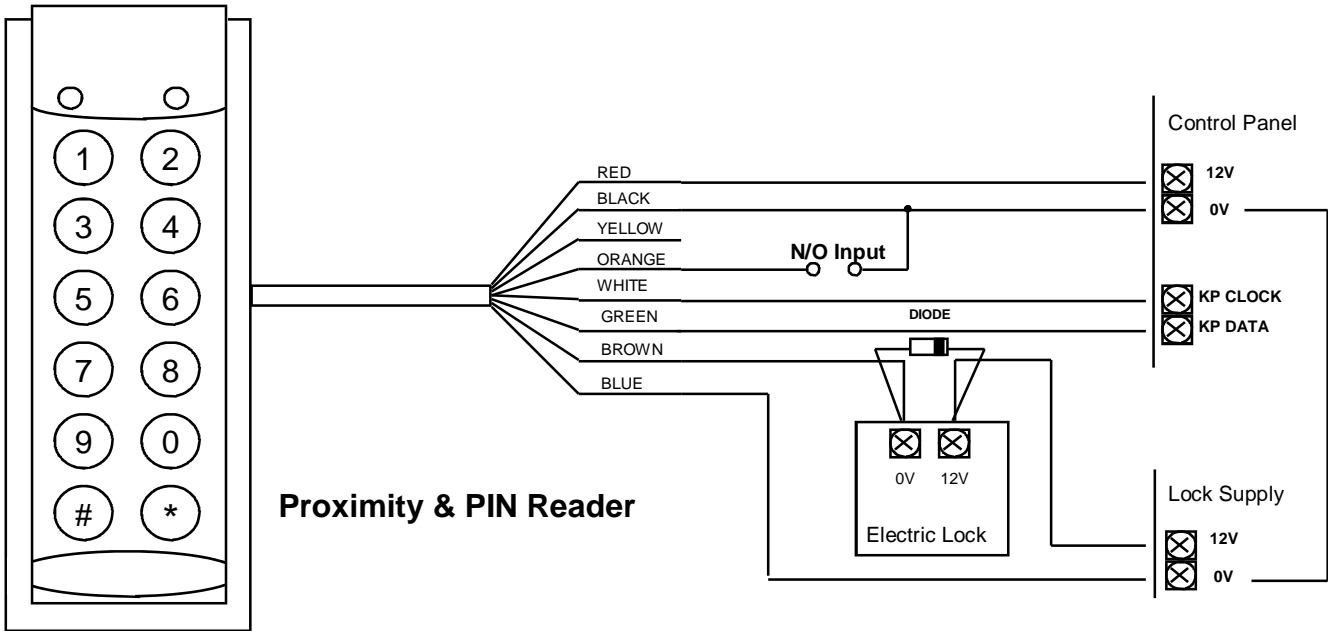 1 2
3 4
5 6
7 8
9 0
# *
Proximity & PIN Reader
RED
BLACK
YELLOW
ORANGE
WHITE
GREEN
BROWN
BLUE
N/O Input
DIODE
0V 12V
Electric Lock
Control Panel
12V
0V
KP CLOCK
KP DATA
Lock Supply
12V
0V